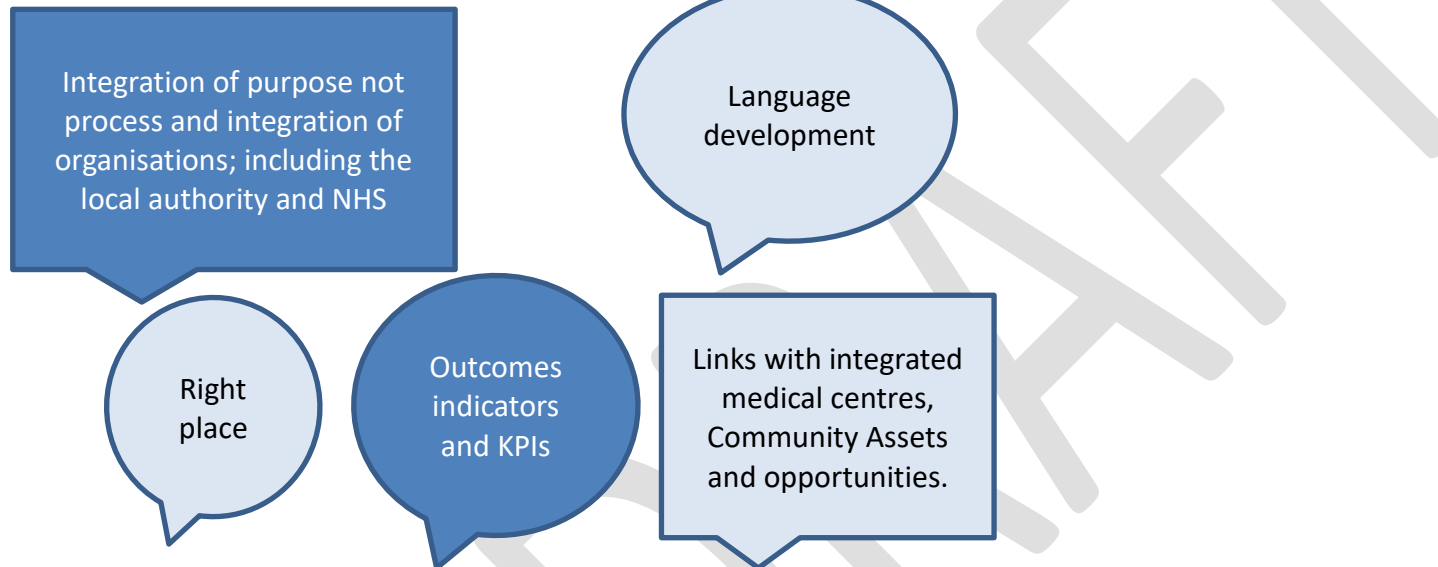 Integration of purpose not
process and integration of
organisations; including the
local authority and NHS
Language
development
Right
place
Outcomes
indicators
and KPIs
Links with integrated
medical centres,
Community Assets
and opportunities.
DRAFT